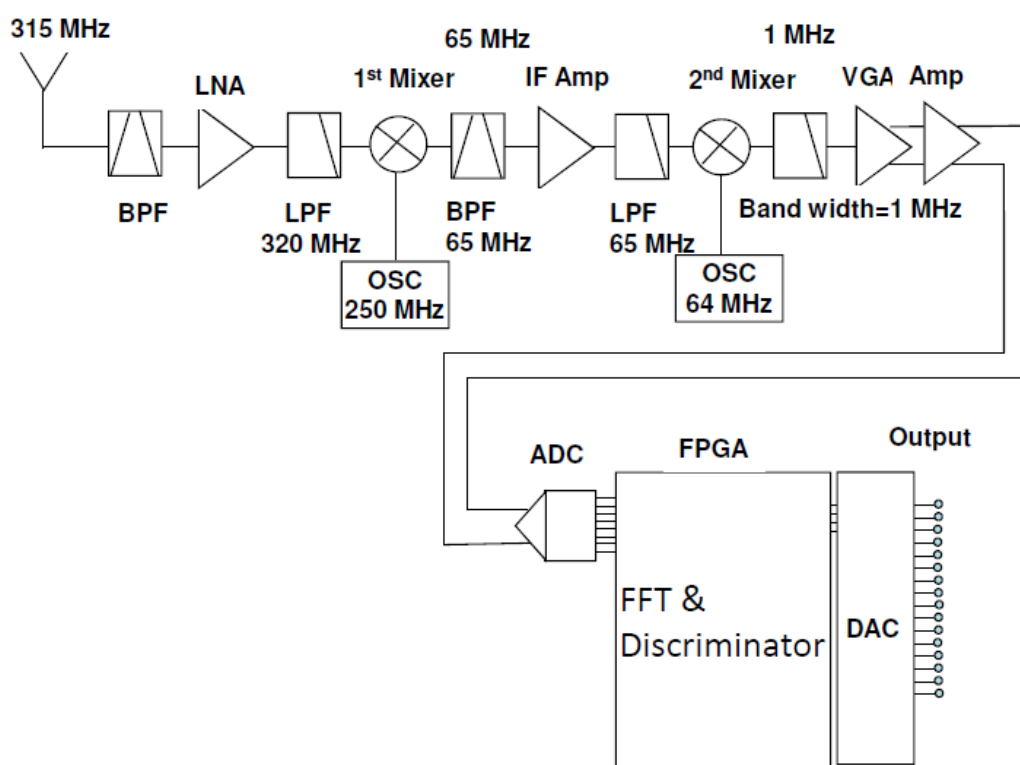 315 MHz
LNA
1st Mixer
65 MHz
IF Amp
2nd Mixer
1 MHz
VGA
Amp
BPF
LPF
320 MHz
BPF
65 MHz
LPF
65 MHz
Band width=1 MHz
OSC
250 MHz
OSC
64 MHz
ADC
FPGA
Output
FFT &
Discriminator
DAC